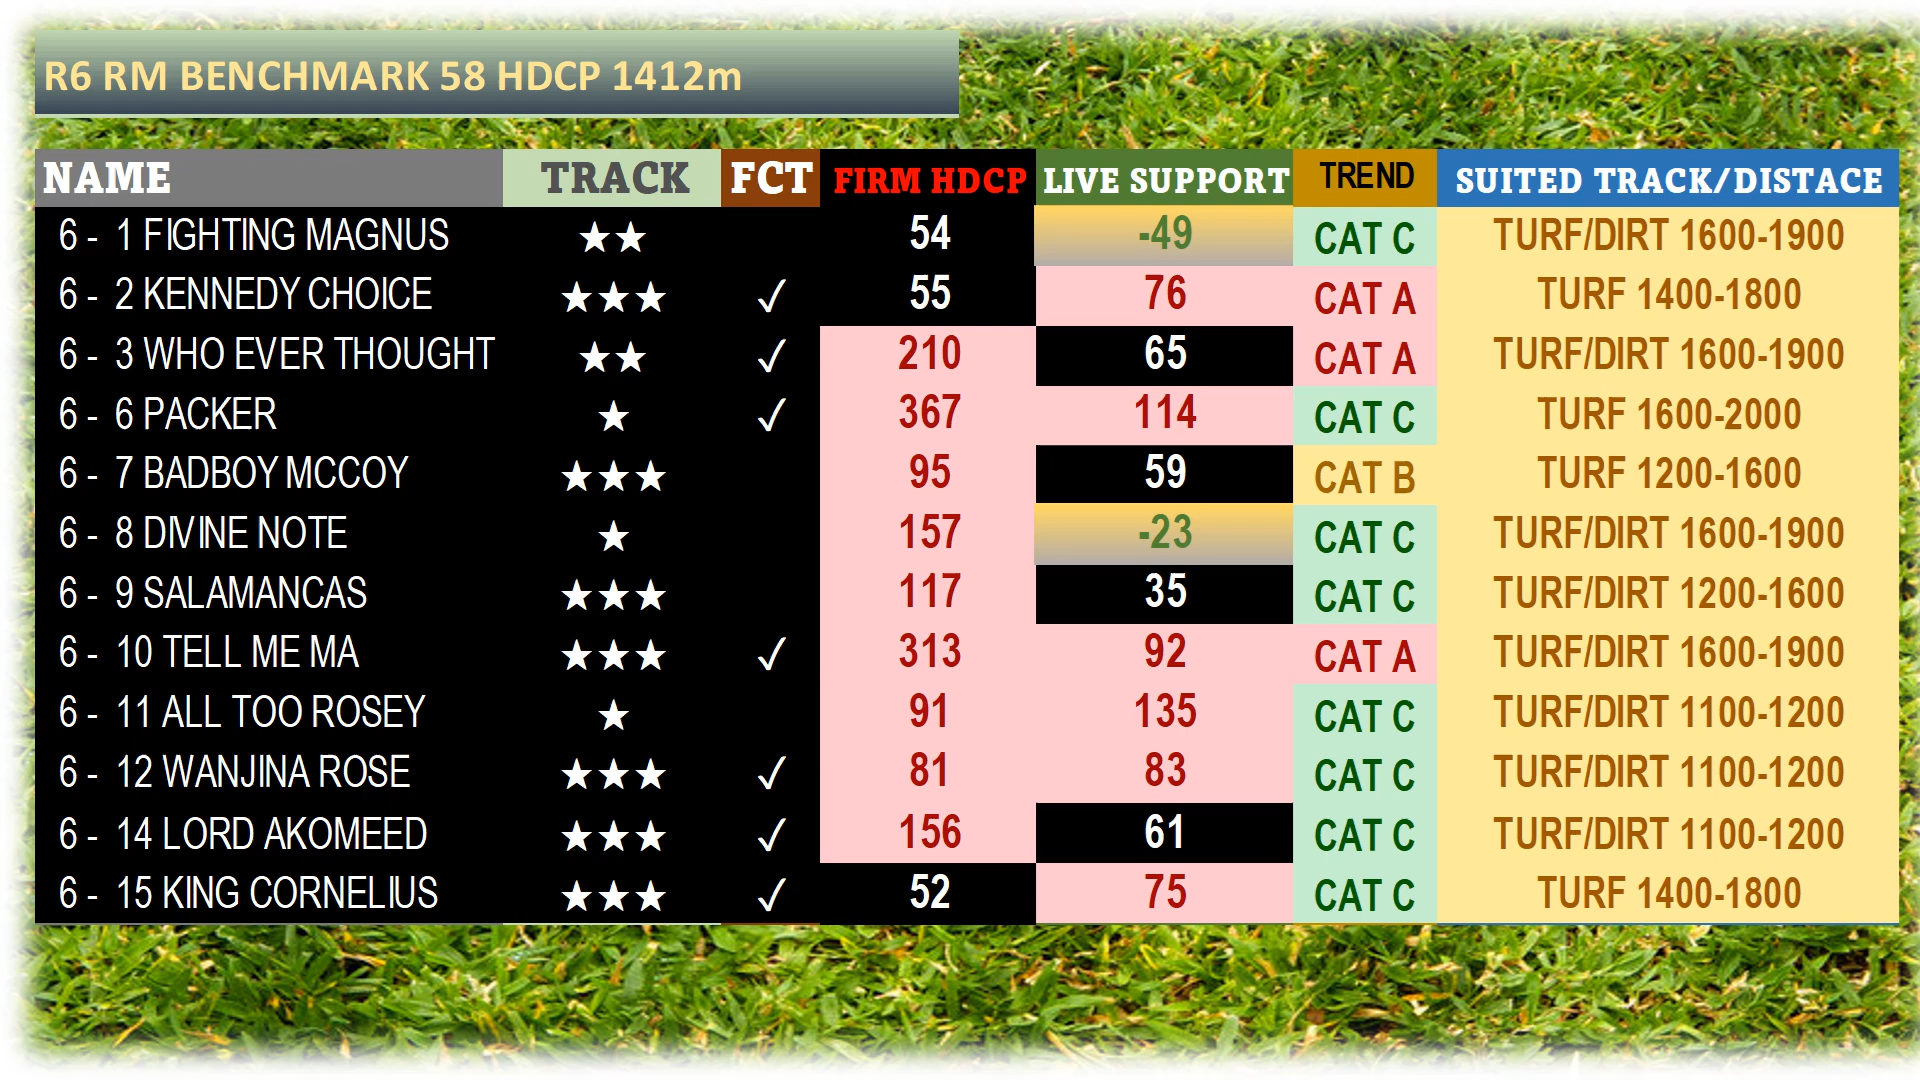 R6 RM BENCHMARK 58 HDCP 1412m
NAME TRACK FCT FIRM HDCP LIVE SUPPORT TREND SUITED TRACK/DISTACE
6 - 1 FIGHTING MAGNUS ★★ 54 -49 CAT C TURF/DIRT 1600-1900
6 - 2 KENNEDY CHOICE ★★★ ✓ 55 76 CAT A TURF 1400-1800
6 - 3 WHO EVER THOUGHT ★★ ✓ 210 65 CAT A TURF/DIRT 1600-1900
6 - 6 PACKER ★ ✓ 367 114 CAT C TURF 1600-2000
6 - 7 BADBOY MCCOY ★★★ 95 59 CAT B TURF 1200-1600
6 - 8 DIVINE NOTE ★ 157 -23 CAT C TURF/DIRT 1600-1900
6 - 9 SALAMANCAS ★★★ 117 35 CAT C TURF/DIRT 1200-1600
6 - 10 TELL ME MA ★★★ ✓ 313 92 CAT A TURF/DIRT 1600-1900
6 - 11 ALL TOO ROSEY ★ 91 135 CAT C TURF/DIRT 1100-1200
6 - 12 WANJINA ROSE ★★★ ✓ 81 83 CAT C TURF/DIRT 1100-1200
6 - 14 LORD AKOMEED ★★★ ✓ 156 61 CAT C TURF/DIRT 1100-1200
6 - 15 KING CORNELIUS ★★★ ✓ 52 75 CAT C TURF 1400-1800